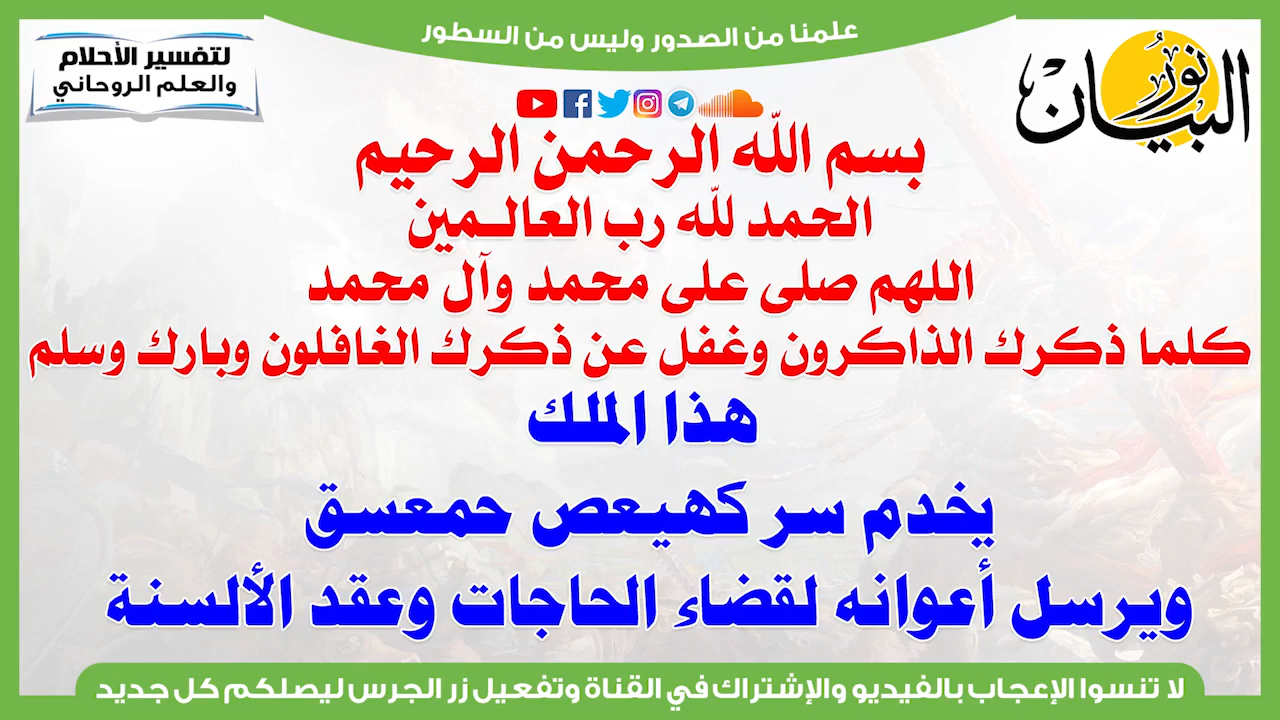 علمنا من الصدور وليس من السطور
لتفسير الأحلام
والعلم الروحاني
نور
البيان
بسم الله الرحمن الرحيم
الحمد لله رب العالـمين
اللهم صلى على محمد وآل محمد
كلما ذكرك الذاكرون وغفل عن ذكرك الغافلون وبارك وسلم
هذا الملك
يخدم سر كهيعص حمعسق
ويرسل أعوانه لقضاء الحاجات وعقد الألسنة
لا تنسوا الإعجاب بالفيديو والإشتراك في القناة وتفعيل زر الجرس ليصلكم كل جديد